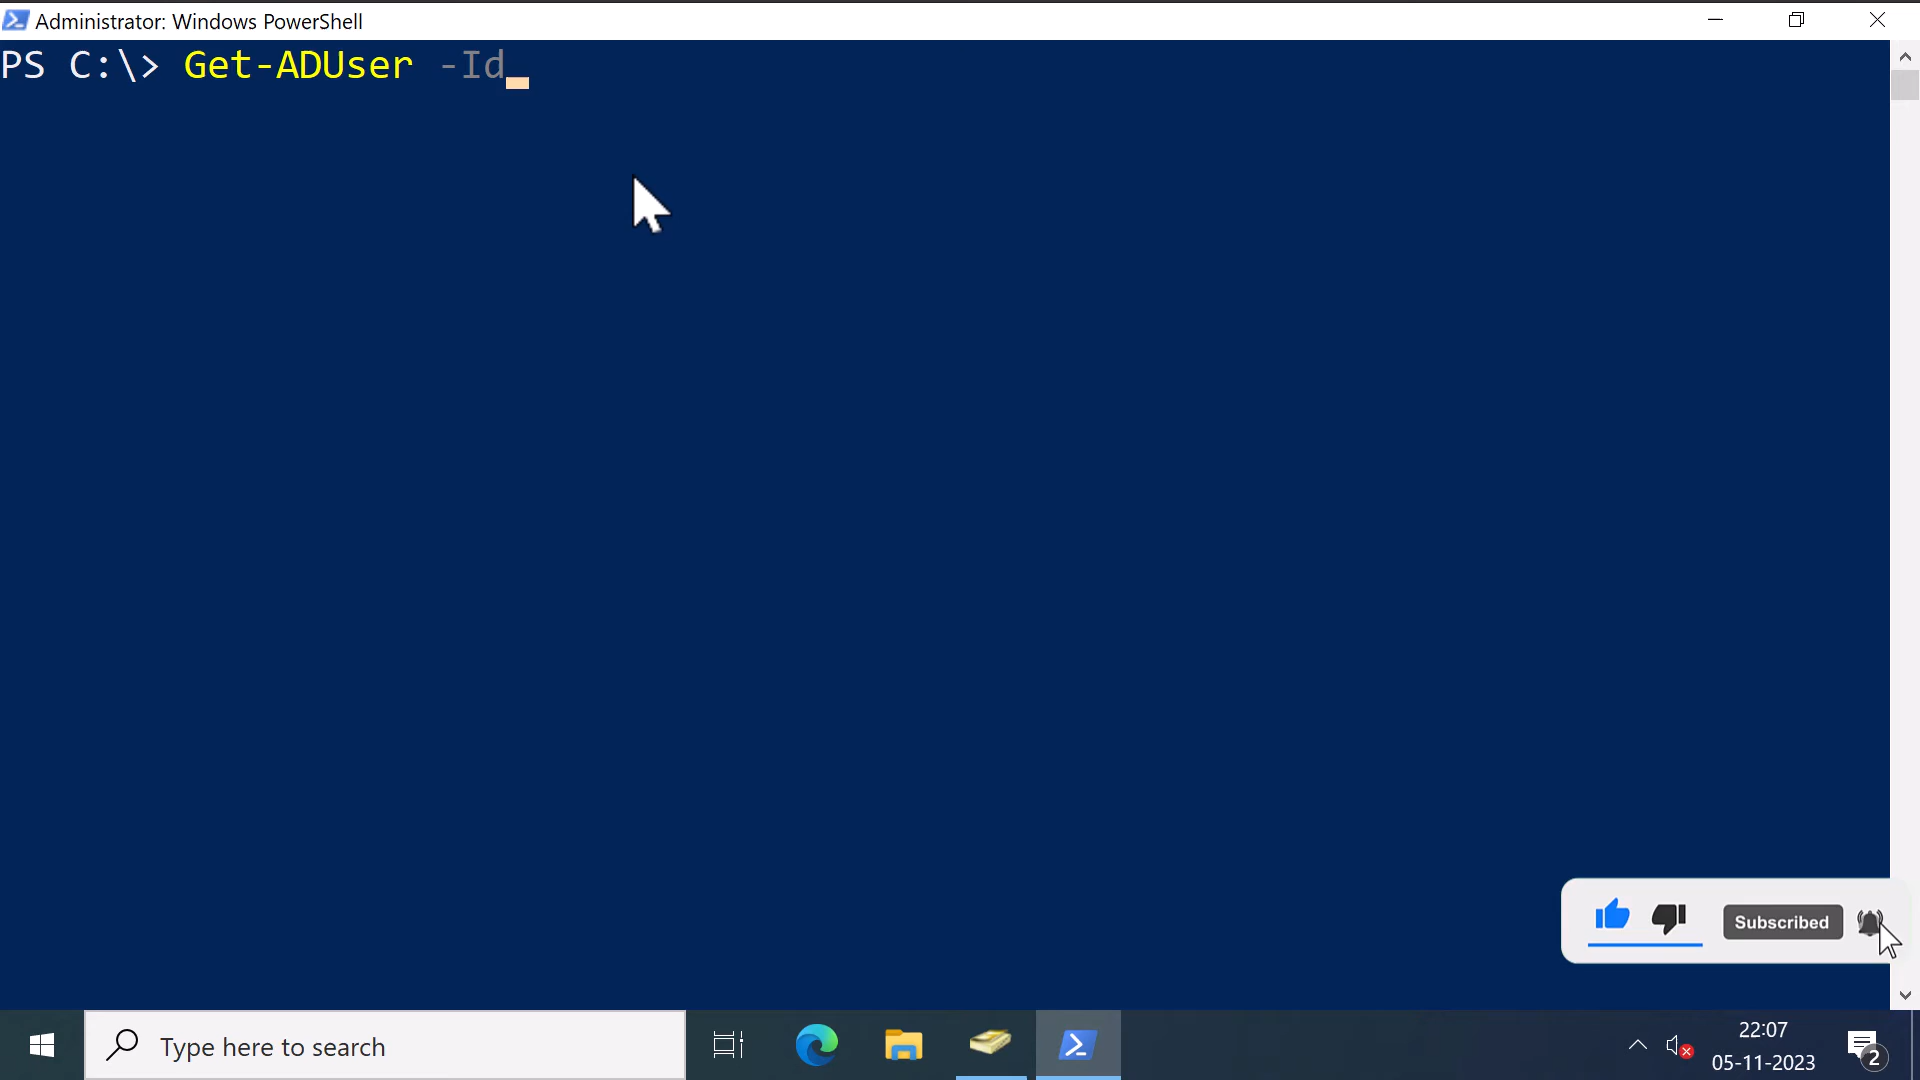 Administrator: Windows PowerShell
PS C:\> Get-ADUser -Id
Subscribed
Type here to search
22:07
05-11-2023
2